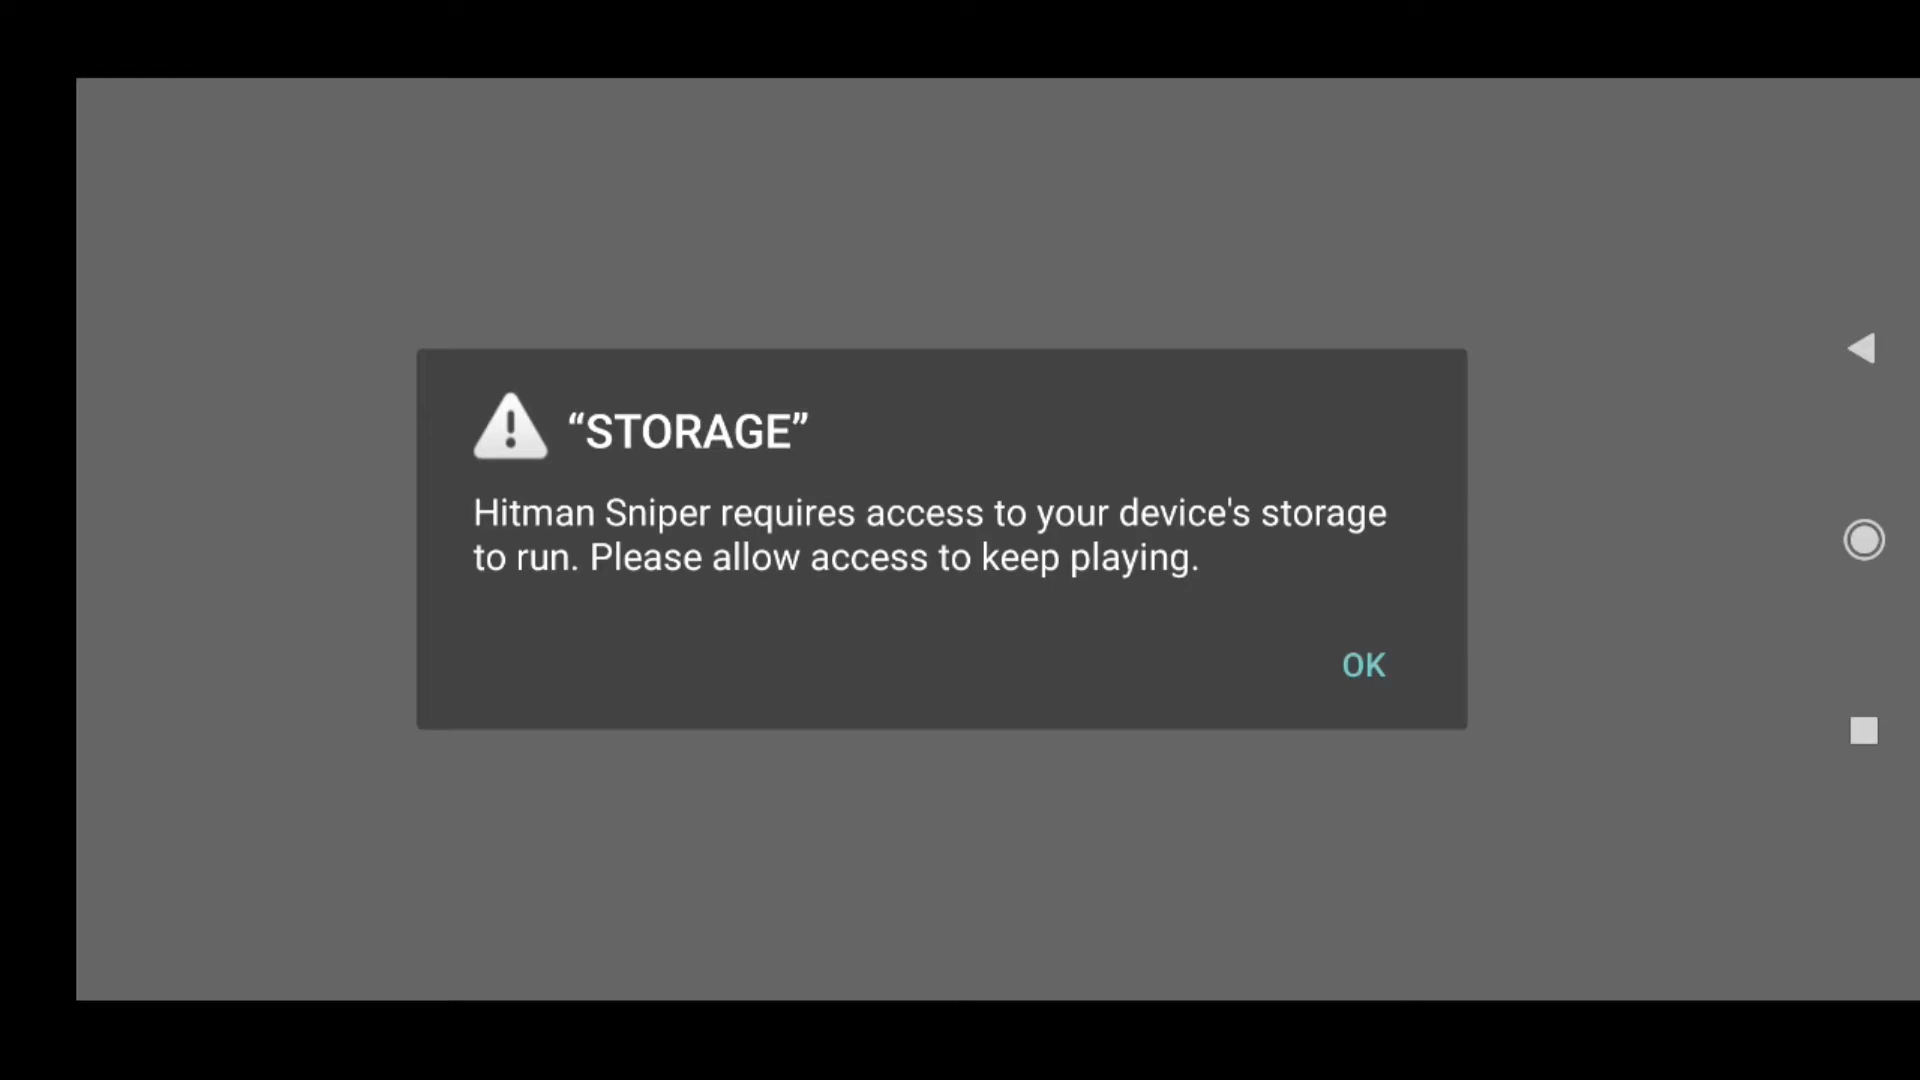 “STORAGE”
Hitman Sniper requires access to your device's storage
to run. Please allow access to keep playing.
OK